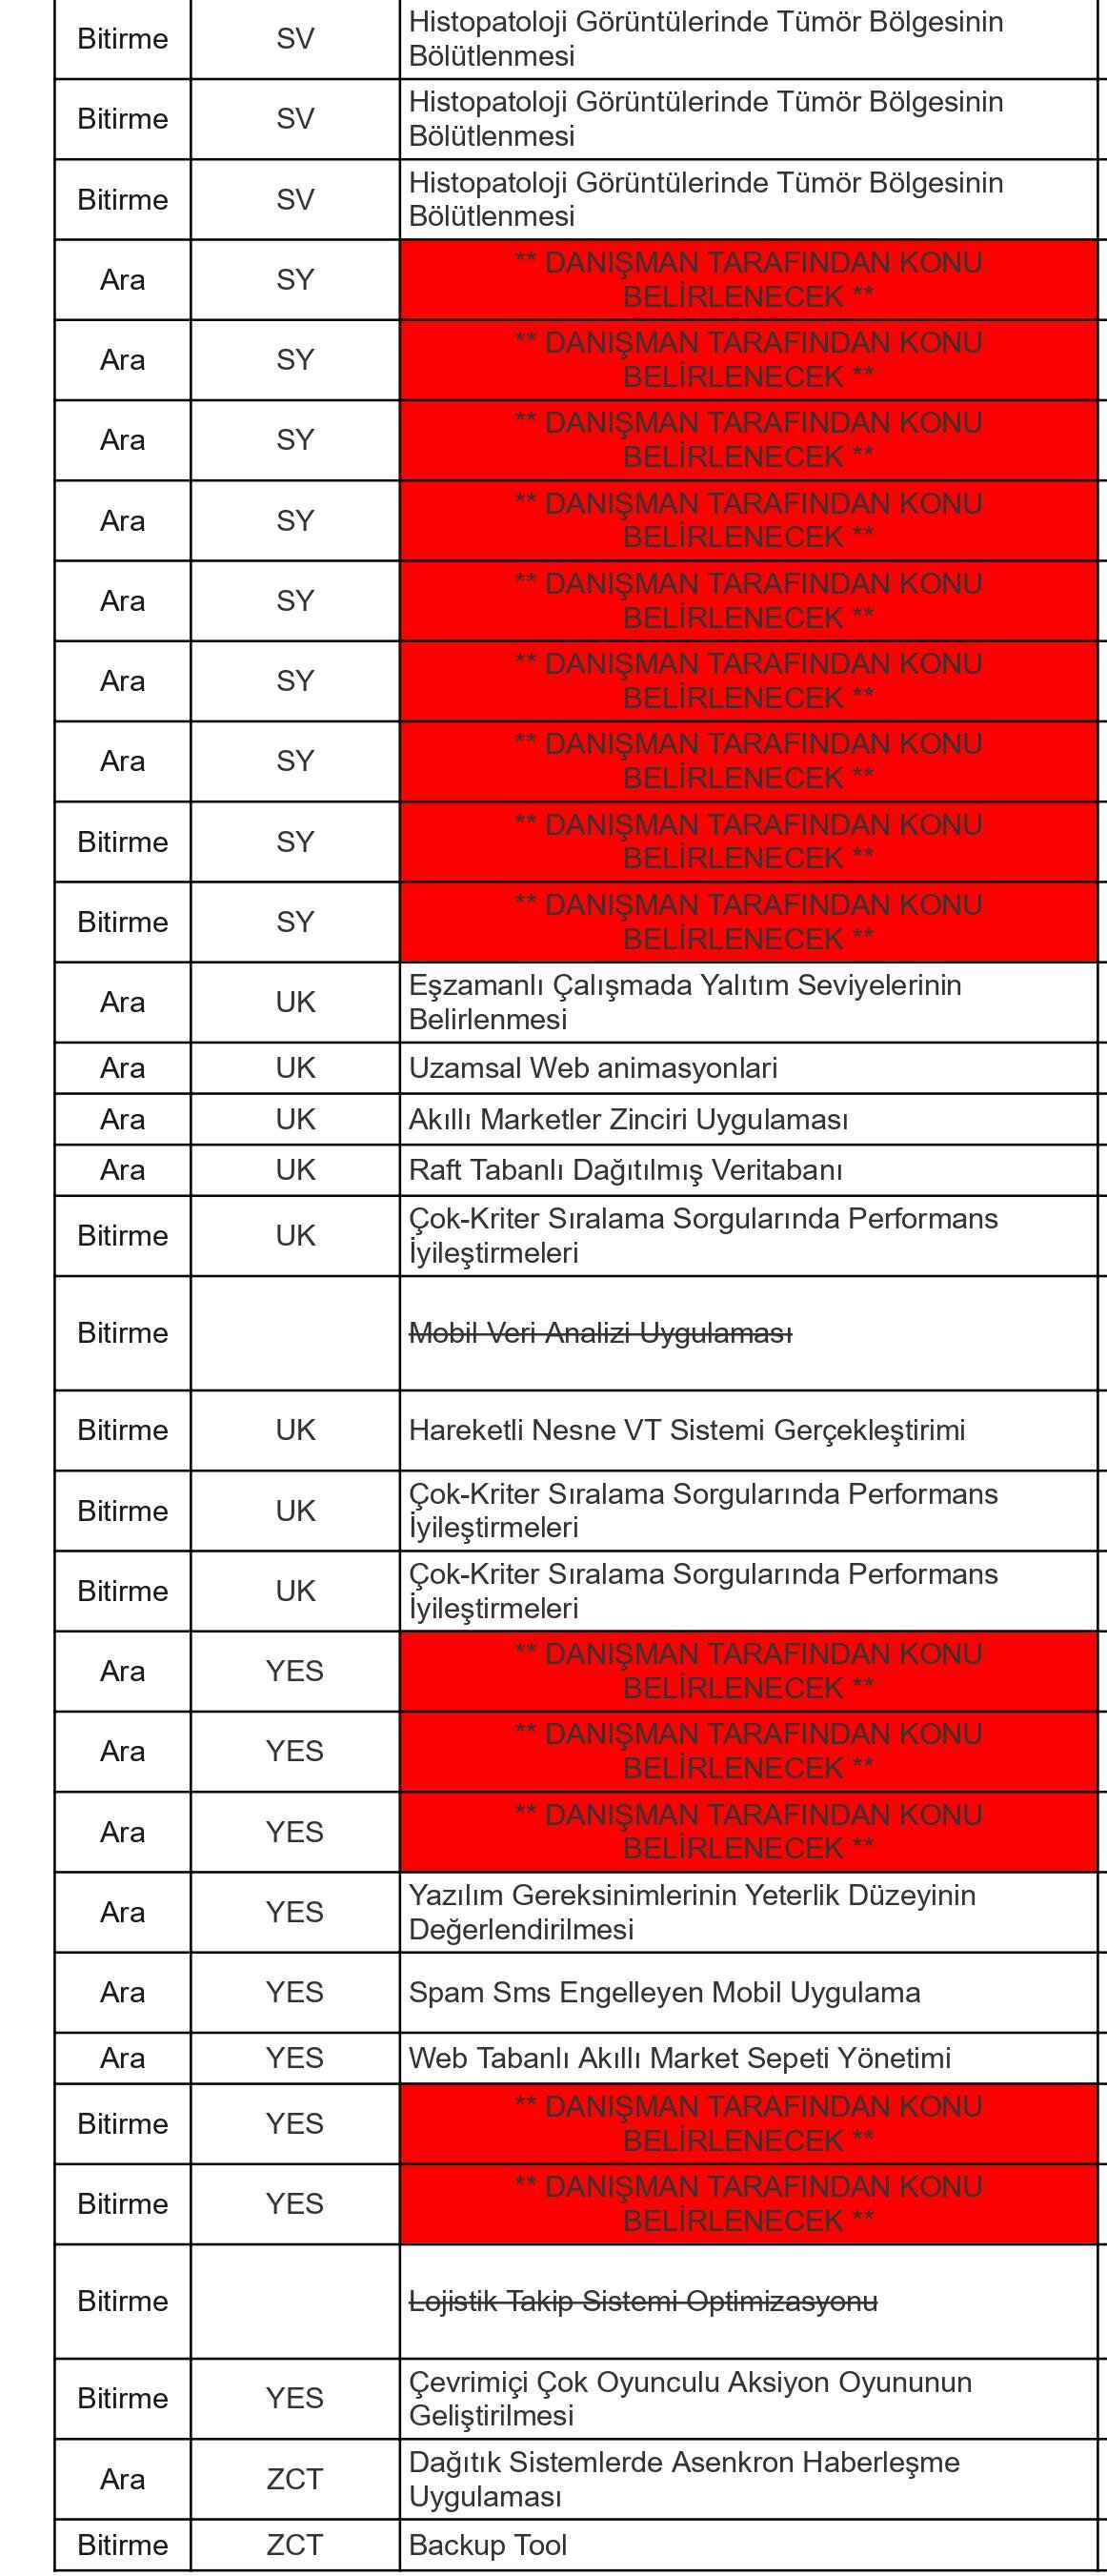 Bitirme SV Histopatoloji Görüntülerinde Tümör Bölgesinin
Bölütlenmesi
Bitirme SV Histopatoloji Görüntülerinde Tümör Bölgesinin
Bölütlenmesi
Bitirme SV Histopatoloji Görüntülerinde Tümör Bölgesinin
Bölütlenmesi
Ara SY ** DANIŞMAN TARAFINDAN KONU
BELİRLENECEK **
Ara SY ** DANIŞMAN TARAFINDAN KONU
BELİRLENECEK **
Ara SY ** DANIŞMAN TARAFINDAN KONU
BELİRLENECEK **
Ara SY ** DANIŞMAN TARAFINDAN KONU
BELİRLENECEK **
Ara SY ** DANIŞMAN TARAFINDAN KONU
BELİRLENECEK **
Ara SY ** DANIŞMAN TARAFINDAN KONU
BELİRLENECEK **
Ara SY ** DANIŞMAN TARAFINDAN KONU
BELİRLENECEK **
Bitirme SY ** DANIŞMAN TARAFINDAN KONU
BELİRLENECEK **
Bitirme SY ** DANIŞMAN TARAFINDAN KONU
BELİRLENECEK **
Ara UK Eşzamanlı Çalışmada Yalıtım Seviyelerinin
Belirlenmesi
Ara UK Uzamsal Web animasyonlari
Ara UK Akıllı Marketler Zinciri Uygulaması
Ara UK Raft Tabanlı Dağıtılmış Veritabanı
Bitirme UK Çok-Kriter Sıralama Sorgularında Performans
İyileştirmeleri
Bitirme Mobil Veri Analizi Uygulaması
Bitirme UK Hareketli Nesne VT Sistemi Gerçekleştirimi
Bitirme UK Çok-Kriter Sıralama Sorgularında Performans
İyileştirmeleri
Bitirme UK Çok-Kriter Sıralama Sorgularında Performans
İyileştirmeleri
Ara YES ** DANIŞMAN TARAFINDAN KONU
BELİRLENECEK **
Ara YES ** DANIŞMAN TARAFINDAN KONU
BELİRLENECEK **
Ara YES ** DANIŞMAN TARAFINDAN KONU
BELİRLENECEK **
Ara YES Yazılım Gereksinimlerinin Yeterlik Düzeyinin
Değerlendirilmesi
Ara YES Spam Sms Engelleyen Mobil Uygulama
Ara YES Web Tabanlı Akıllı Market Sepeti Yönetimi
Bitirme YES ** DANIŞMAN TARAFINDAN KONU
BELİRLENECEK **
Bitirme YES ** DANIŞMAN TARAFINDAN KONU
BELİRLENECEK **
Bitirme Lojistik Takip Sistemi Optimizasyonu
Bitirme YES Çevrimiçi Çok Oyunculu Aksiyon Oyununun
Geliştirilmesi
Ara ZCT Dağıtık Sistemlerde Asenkron Haberleşme
Uygulaması
Bitirme ZCT Backup Tool